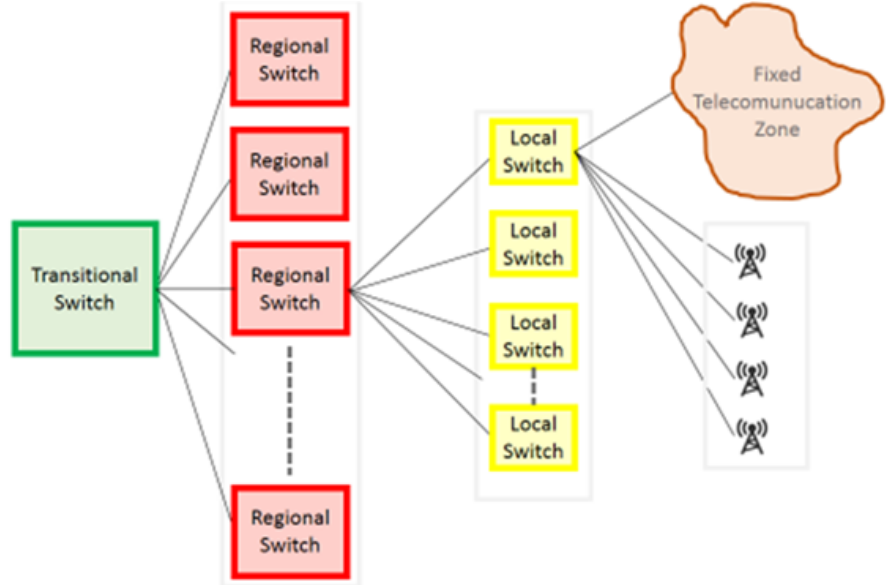 Transitional
Switch
Regional
Switch
Regional
Switch
Regional
Switch
Regional
Switch
Local
Switch
Local
Switch
Local
Switch
Local
Switch
Fixed
Telecomunucation
Zone